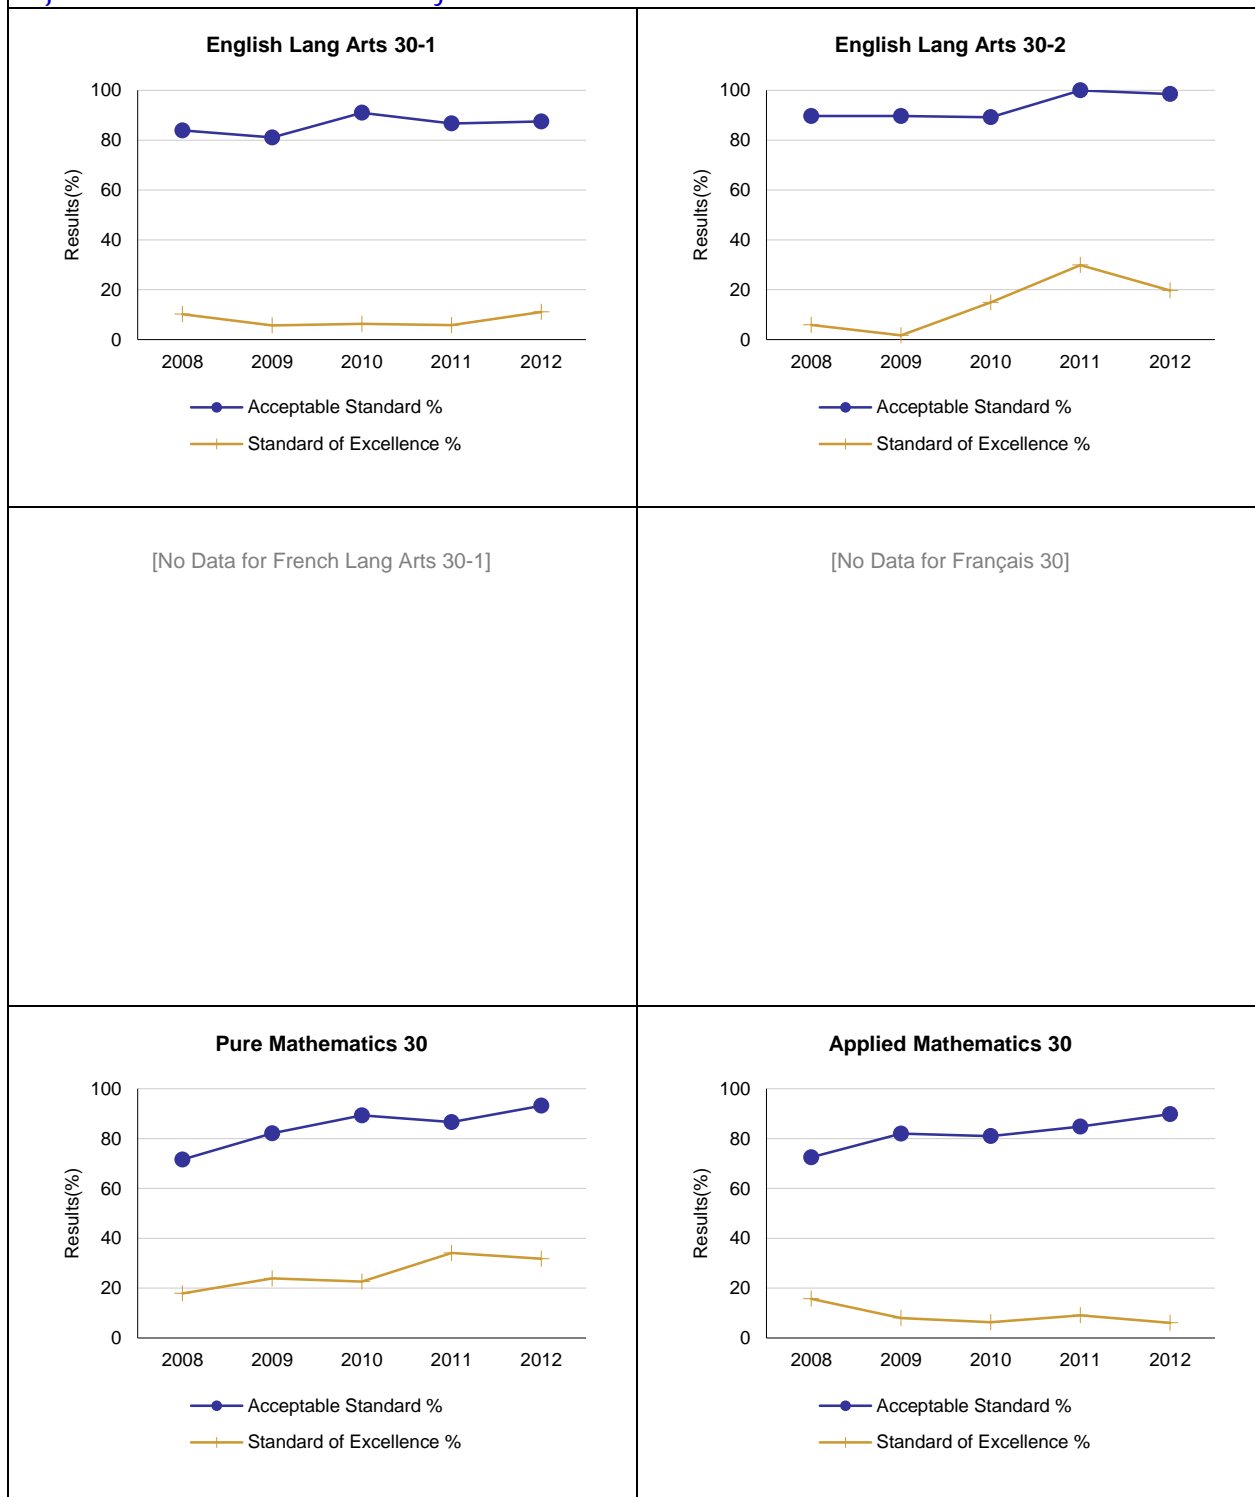 English Lang Arts 30-1
100
80
60
40
20
0
Results(%)
2008 2009 2010 2011 2012
Acceptable Standard %
Standard of Excellence %
English Lang Arts 30-2
100
80
60
40
20
0
Results(%)
2008 2009 2010 2011 2012
Acceptable Standard %
Standard of Excellence %
[No Data for French Lang Arts 30-1]
[No Data for Français 30]
Pure Mathematics 30
100
80
60
40
20
0
Results(%)
2008 2009 2010 2011 2012
Acceptable Standard %
Standard of Excellence %
Applied Mathematics 30
100
80
60
40
20
0
Results(%)
2008 2009 2010 2011 2012
Acceptable Standard %
Standard of Excellence %